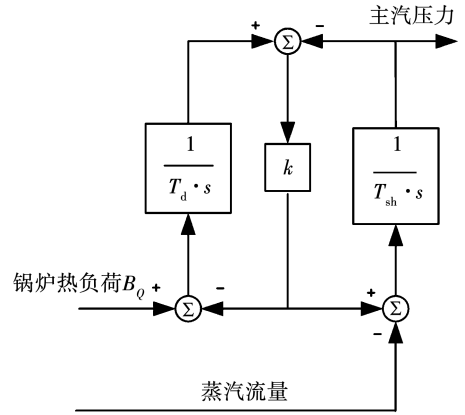 主汽压力
+ Σ −
1
T_d · s
k
1
T_sh · s
锅炉热负荷B_Q + Σ − + Σ
−
蒸汽流量